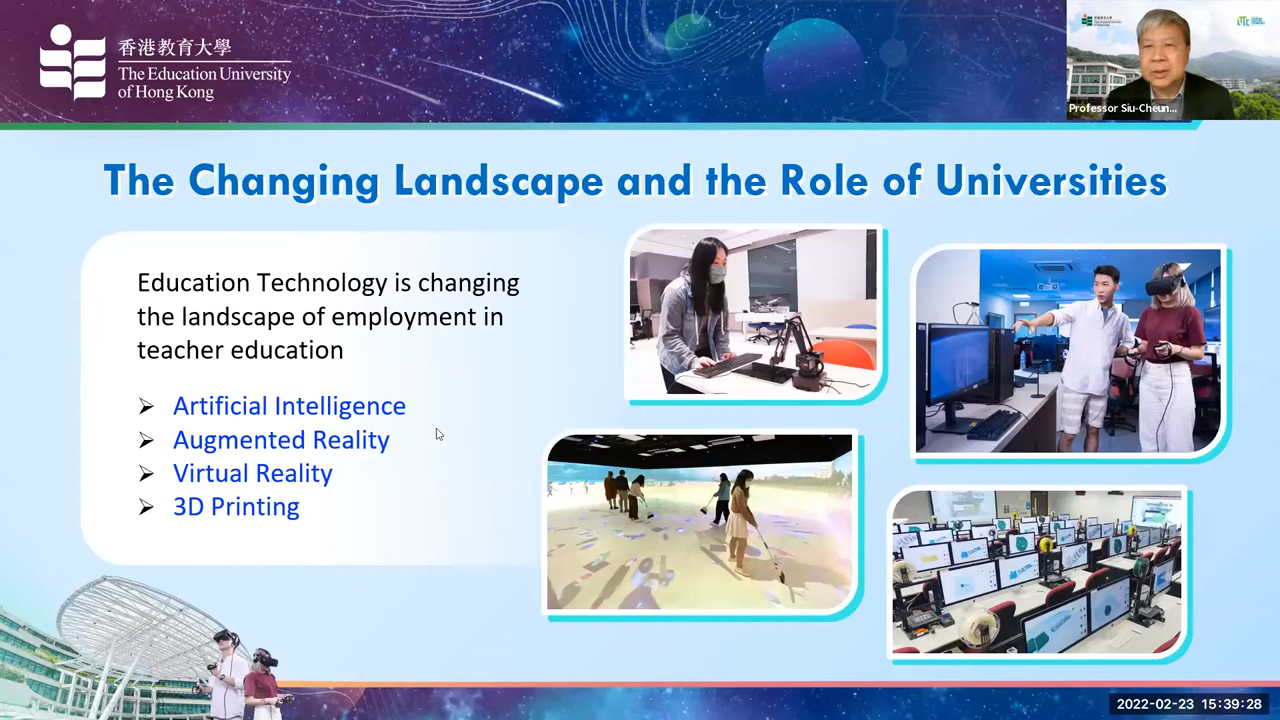 香港教育大學
The Education University
of Hong Kong
Professor Siu-Cheun...
The Changing Landscape and the Role of Universities
Education Technology is changing
the landscape of employment in
teacher education
Artificial Intelligence
Augmented Reality
Virtual Reality
3D Printing
2022-02-23 15:39:28